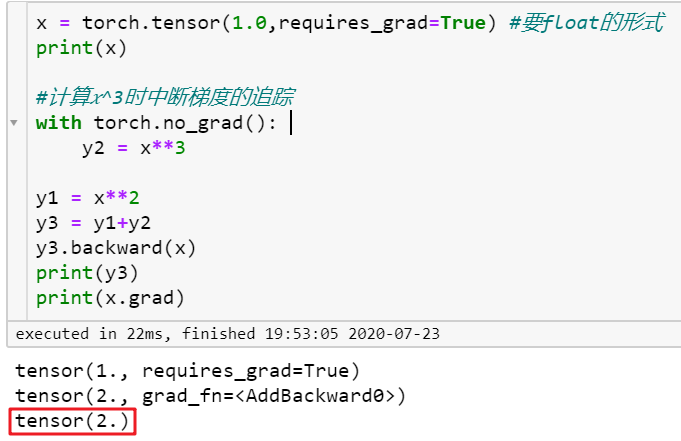 x = torch.tensor(1.0,requires_grad=True) #要float的形式
print(x)
#计算x^3时中断梯度的追踪
with torch.no_grad():
    y2 = x**3
y1 = x**2
y3 = y1+y2
y3.backward(x)
print(y3)
print(x.grad)
executed in 22ms, finished 19:53:05 2020-07-23
tensor(1., requires_grad=True)
tensor(2., grad_fn=<AddBackward0>)
tensor(2.)